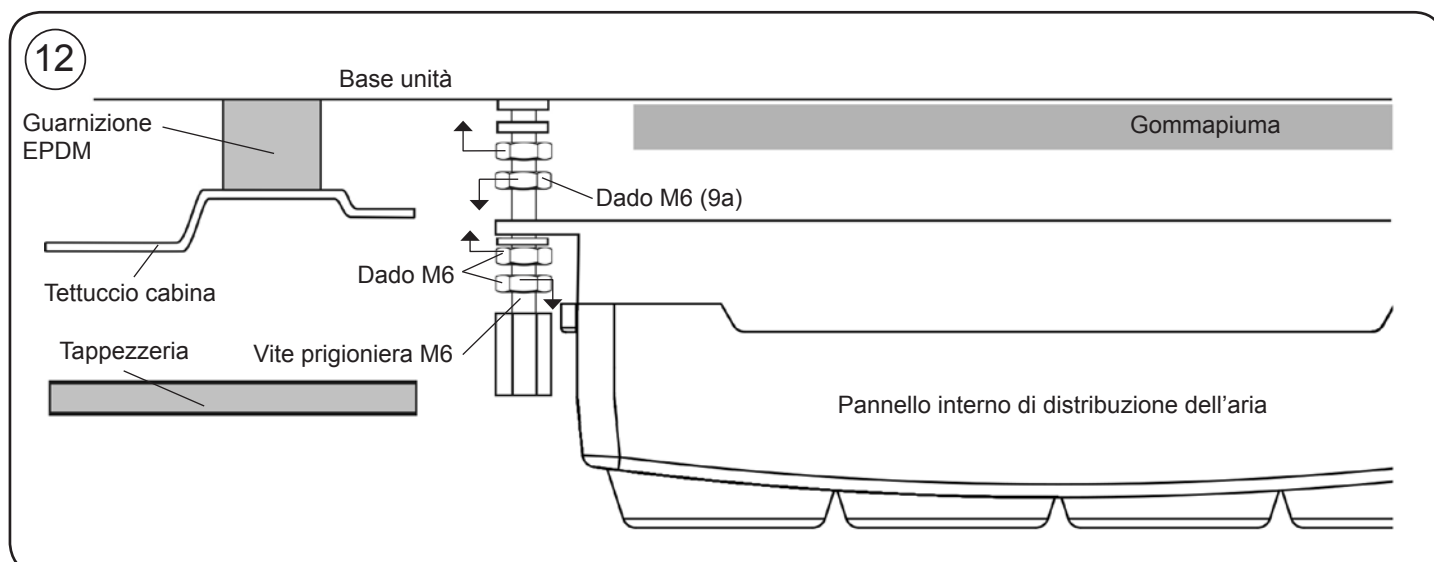 12
Base unità
Guarnizione
EPDM
Gommapiuma
Dado M6 (9a)
Dado M6
Tettuccio cabina
Tappezzeria
Vite prigioniera M6
Pannello interno di distribuzione dell’aria